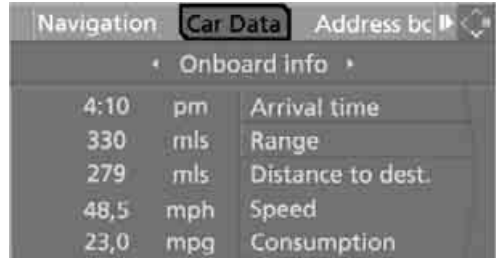 Navigation Car Data Address bc
Onboard info
4:10 pm Arrival time
330 mls Range
279 mls Distance to dest.
48,5 mph Speed
23,0 mpg Consumption